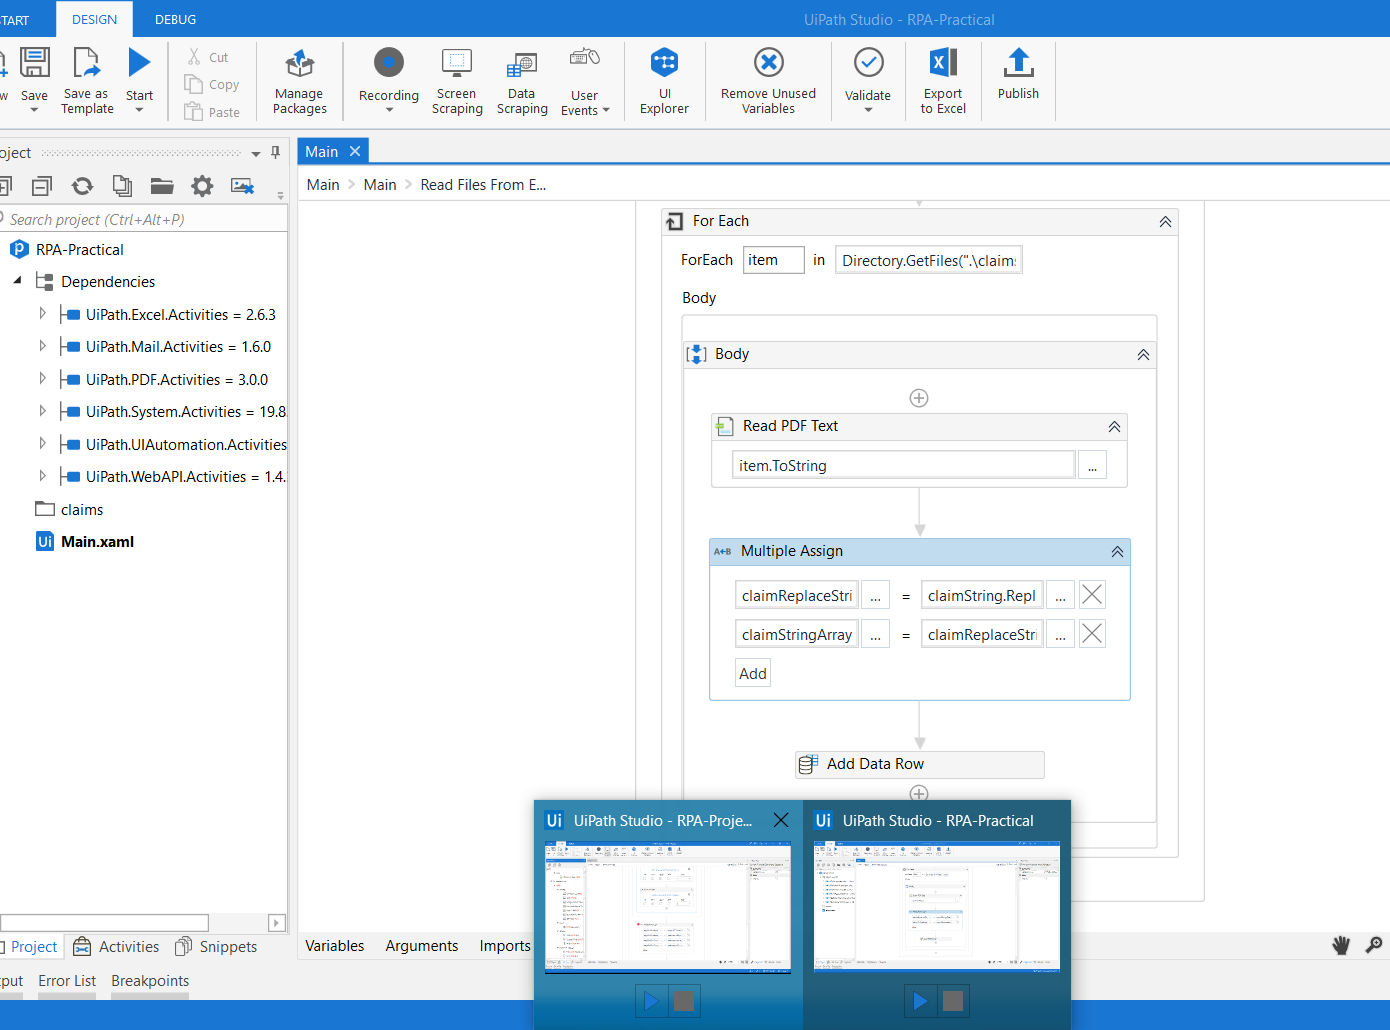 START
DESIGN
DEBUG
UiPath Studio - RPA-Practical
w
Save
Save as
Template
Start
Cut
Copy
Paste
Manage
Packages
Recording
Screen
Scraping
Data
Scraping
User
Events
UI
Explorer
Remove Unused
Variables
Validate
Export
to Excel
Publish
oject
Main
Main > Main > Read Files From E...
Search project (Ctrl+Alt+P)
RPA-Practical
Dependencies
UiPath.Excel.Activities = 2.6.3
UiPath.Mail.Activities = 1.6.0
UiPath.PDF.Activities = 3.0.0
UiPath.System.Activities = 19.8.
UiPath.UIAutomation.Activities
UiPath.WebAPI.Activities = 1.4.
claims
Main.xaml
For Each
ForEach item in Directory.GetFiles(".\claims
Body
Body
Read PDF Text
item.ToString ...
A+B Multiple Assign
claimReplaceStri ... = claimString.Repl ...
claimStringArray ... = claimReplaceStri ...
Add
Add Data Row
UiPath Studio - RPA-Proje...
UiPath Studio - RPA-Practical
Project
Activities
Snippets
Variables
Arguments
Imports
put
Error List
Breakpoints